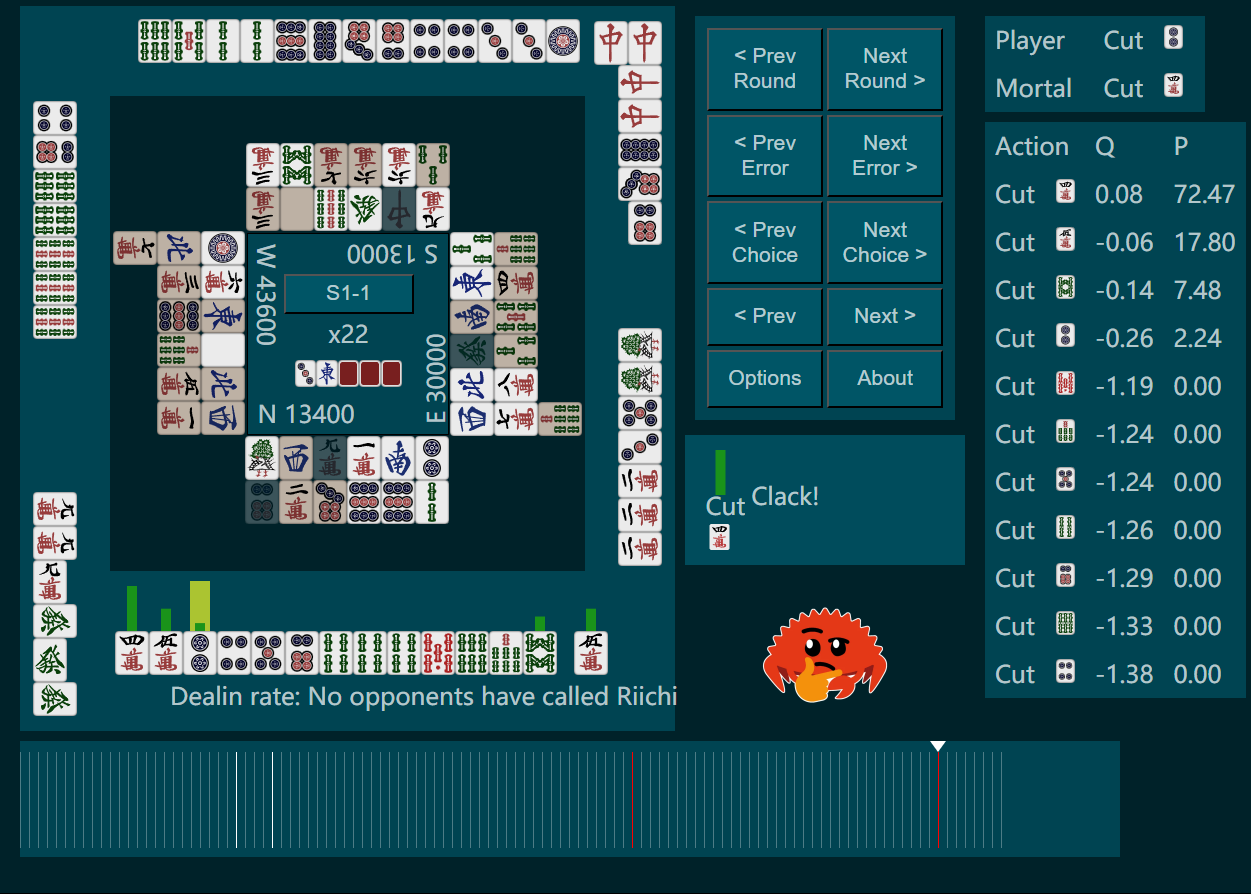 < Prev
Round
Next
Round >
< Prev
Error
Next
Error >
< Prev
Choice
Next
Choice >
< Prev
Next >
Options
About
Player Cut
Mortal Cut
Action Q P
Cut 0.08 72.47
Cut -0.06 17.80
Cut -0.14 7.48
Cut -0.26 2.24
Cut -1.19 0.00
Cut -1.24 0.00
Cut -1.24 0.00
Cut -1.26 0.00
Cut -1.29 0.00
Cut -1.33 0.00
Cut -1.38 0.00
S 13000
W 43600
S1-1
x22
E 30000
N 13400
Cut
Clack!
Dealin rate: No opponents have called Riichi